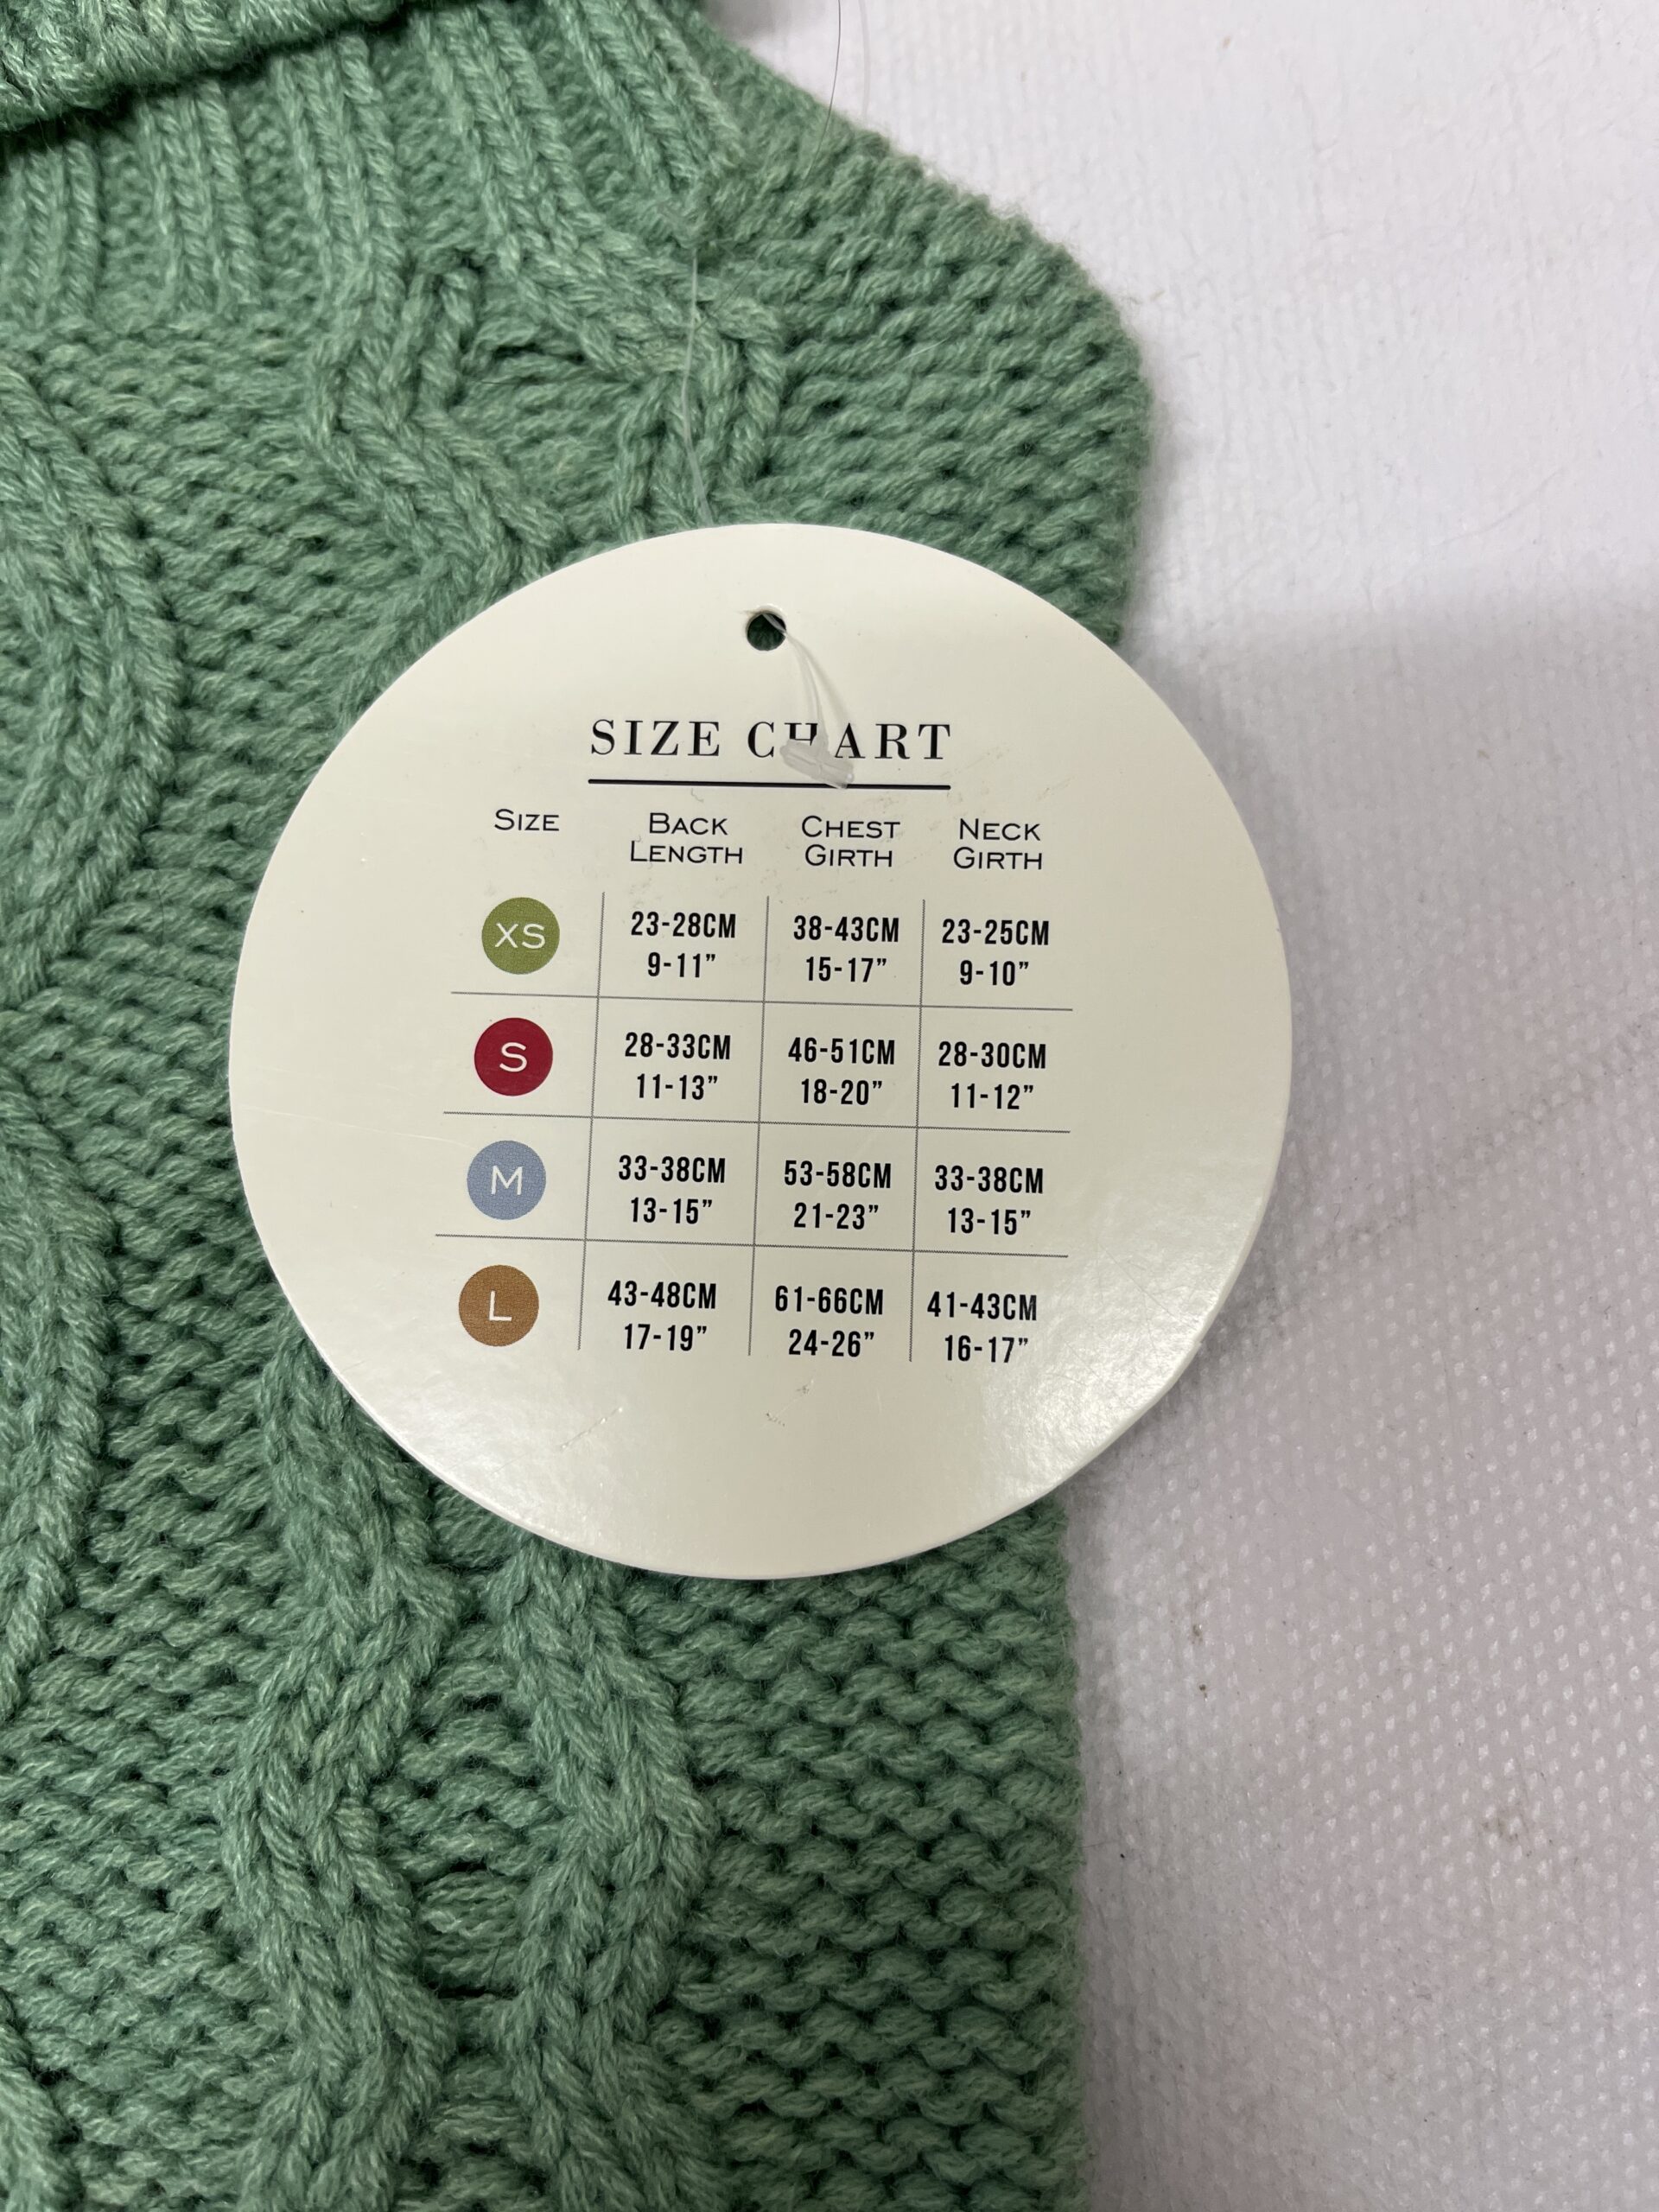 SIZE CHART
SIZE BACK LENGTH CHEST GIRTH NECK GIRTH
XS 23-28CM 38-43CM 23-25CM
9-11” 15-17” 9-10”
S 28-33CM 46-51CM 28-30CM
11-13” 18-20” 11-12”
M 33-38CM 53-58CM 33-38CM
13-15” 21-23” 13-15”
L 43-48CM 61-66CM 41-43CM
17-19” 24-26” 16-17”